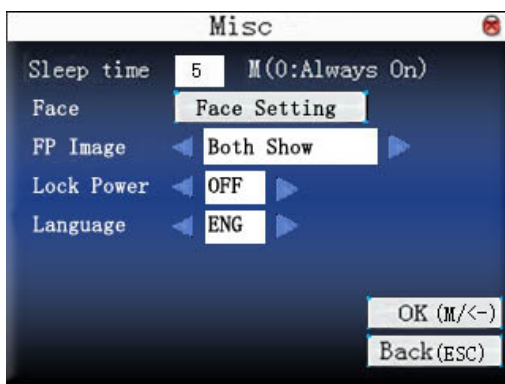 Misc
Sleep time 5 M(0:Always On)
Face Face Setting
FP Image Both Show
Lock Power OFF
Language ENG
OK (M/<-)
Back(ESC)